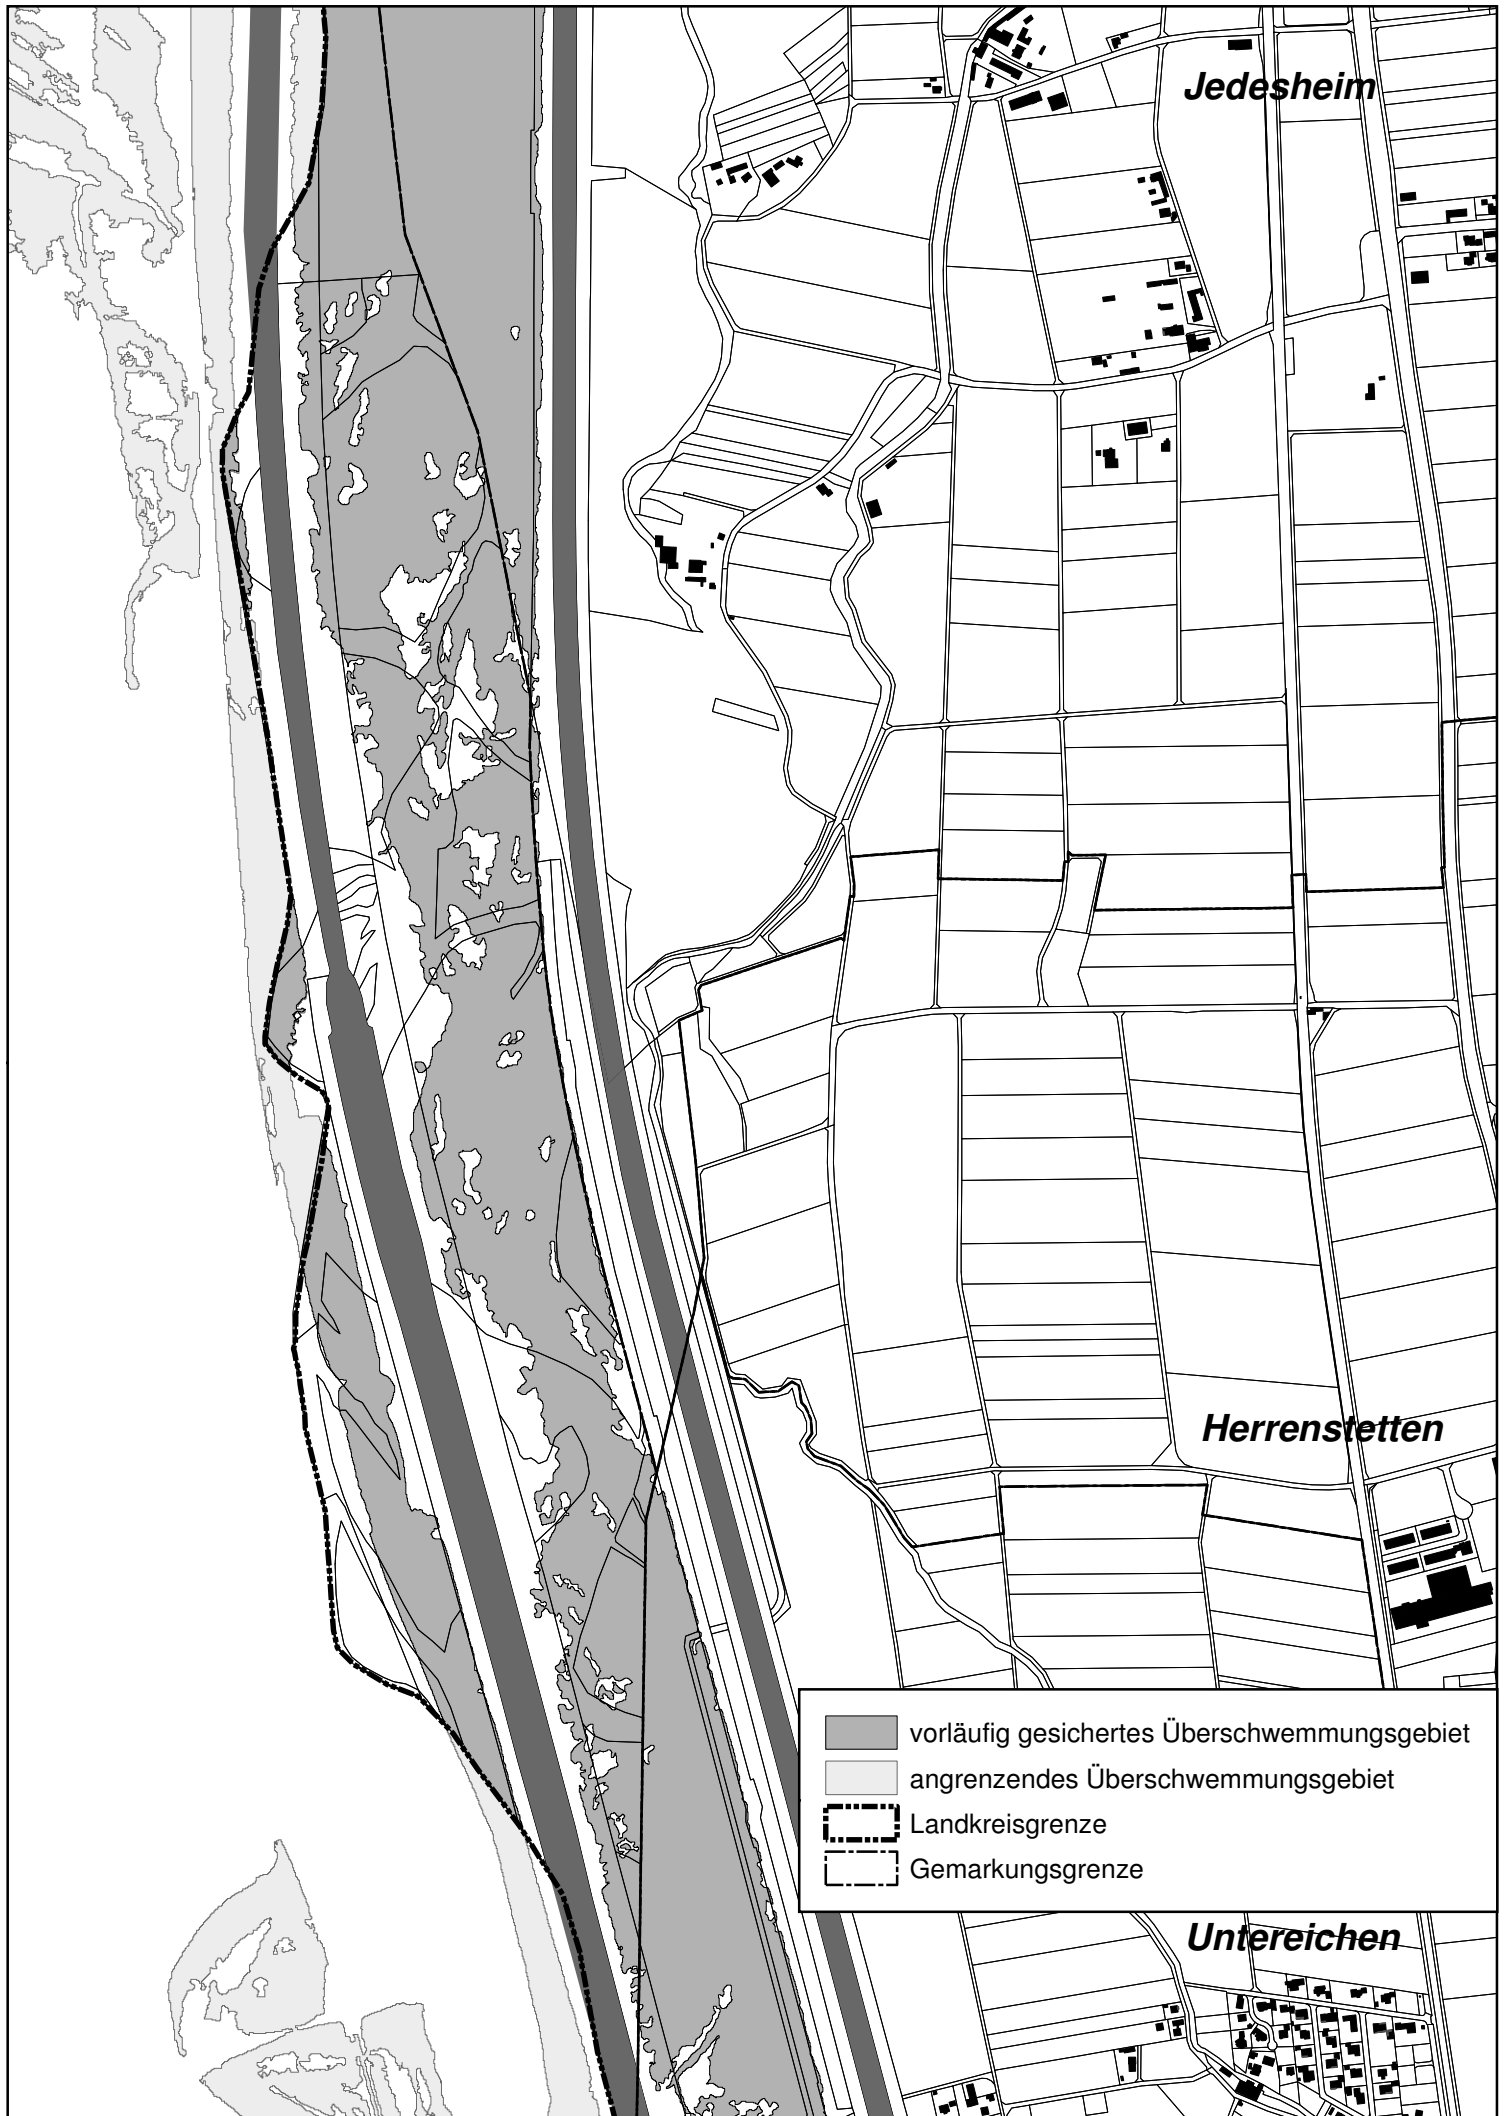 Jedesheim
Herrenstetten
vorläufig gesichertes Überschwemmungsgebiet
angrenzendes Überschwemmungsgebiet
Landkreisgrenze
Gemarkungsgrenze
Untereichen